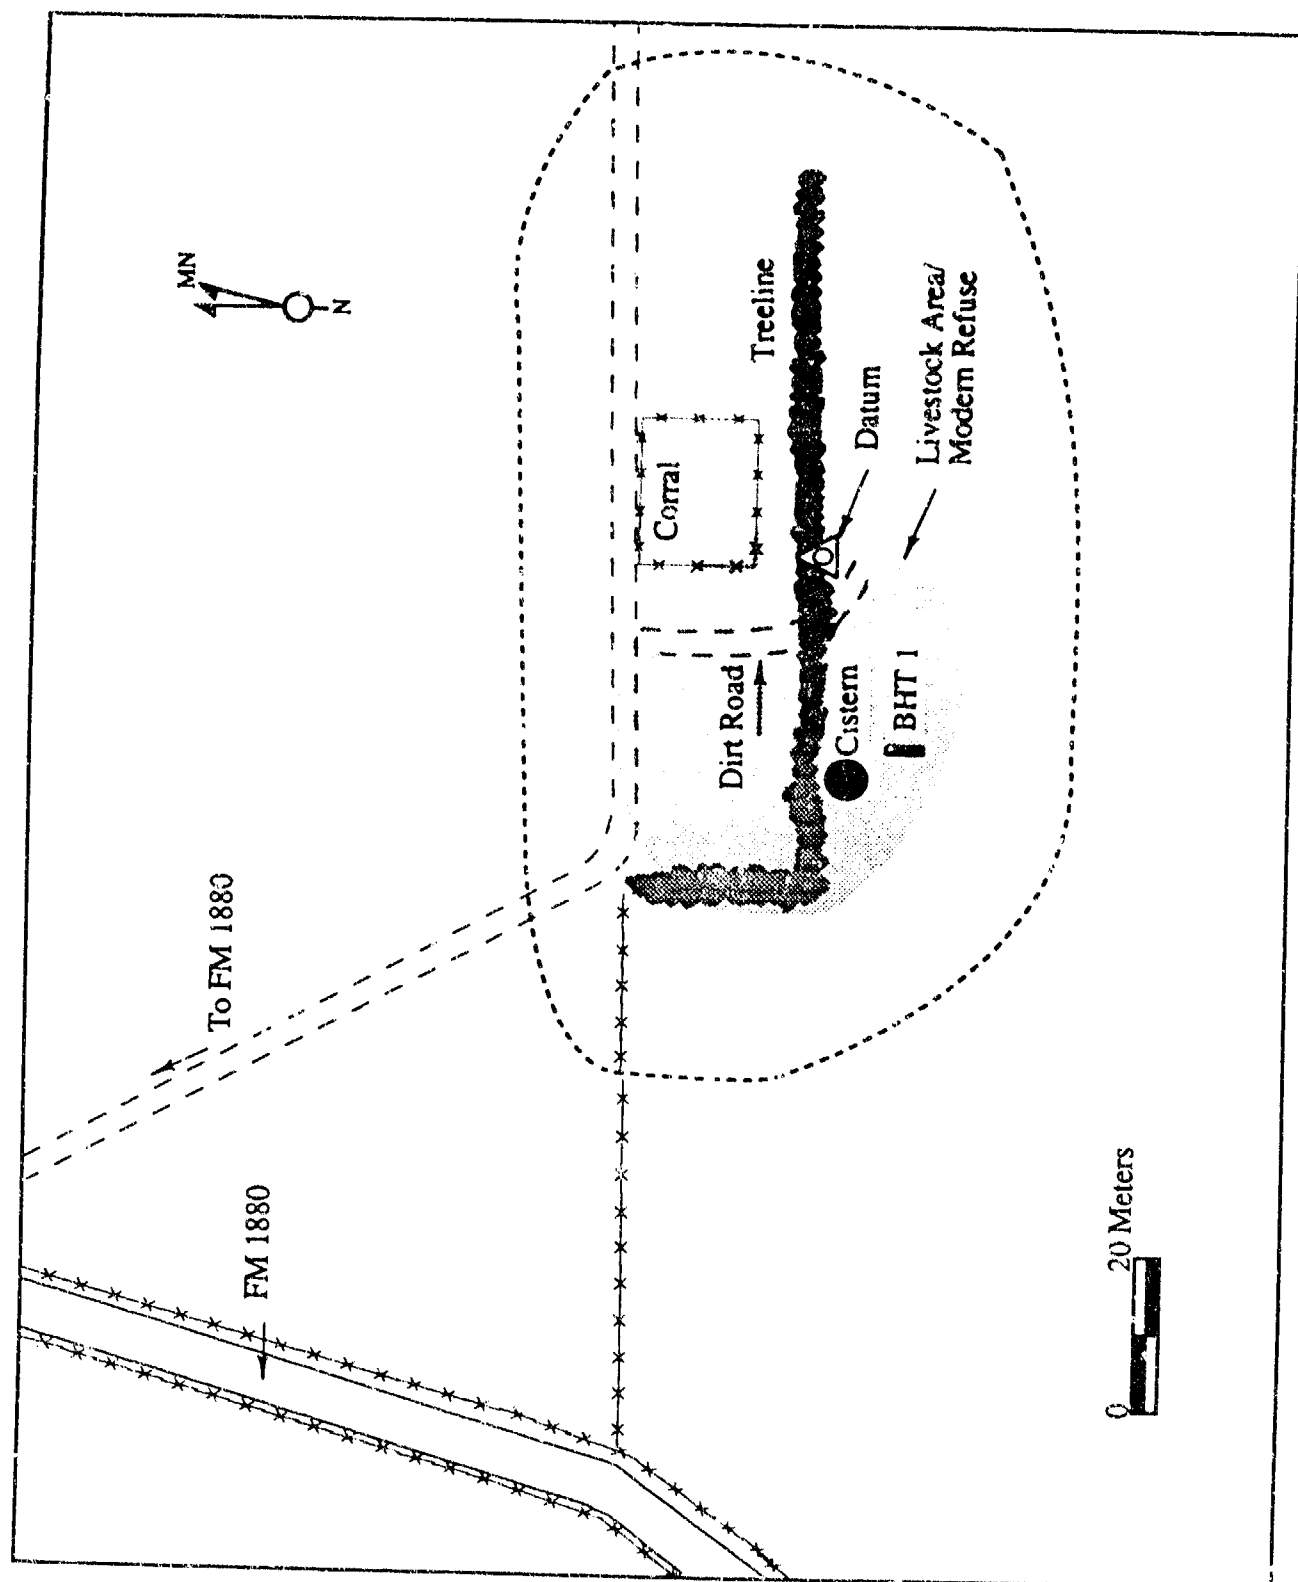 MN
N
To FM 1880
FM 1880
Treeline
Corral
Datum
Livestock Area/
Modern Refuse
Dirt Road
Cistern
BHT 1
0
20 Meters